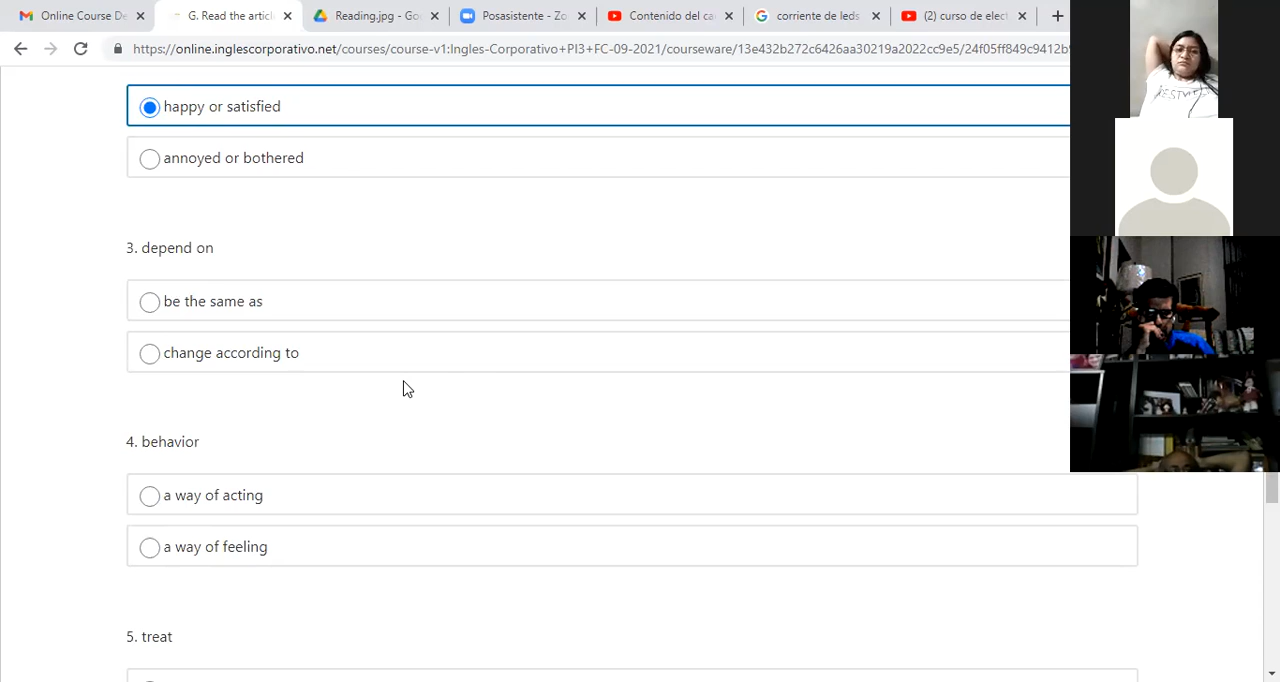 Online Course De
G. Read the articl
Reading.jpg - Goo
Posasistente - Zo
Contenido del ca
corriente de leds
(2) curso de elect
https://online.inglescorporativo.net/courses/course-v1:Ingles-Corporativo+PI3+FC-09-2021/courseware/13e432b272c6426aa30219a2022cc9e5/24f05ff849c9412b
happy or satisfied
annoyed or bothered
3. depend on
be the same as
change according to
4. behavior
a way of acting
a way of feeling
5. treat